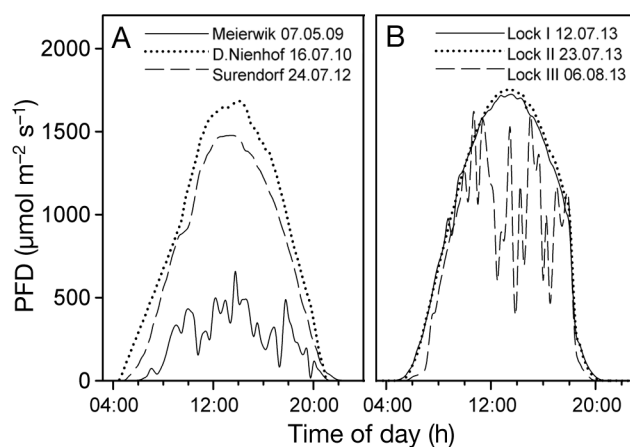 A
Meierwik 07.05.09
D.Nienhof 16.07.10
Surendorf 24.07.12
B
Lock I 12.07.13
Lock II 23.07.13
Lock III 06.08.13
PFD (µmol m⁻² s⁻¹)
2000
1500
1000
500
0
04:00 12:00 20:00
04:00 12:00 20:00
Time of day (h)